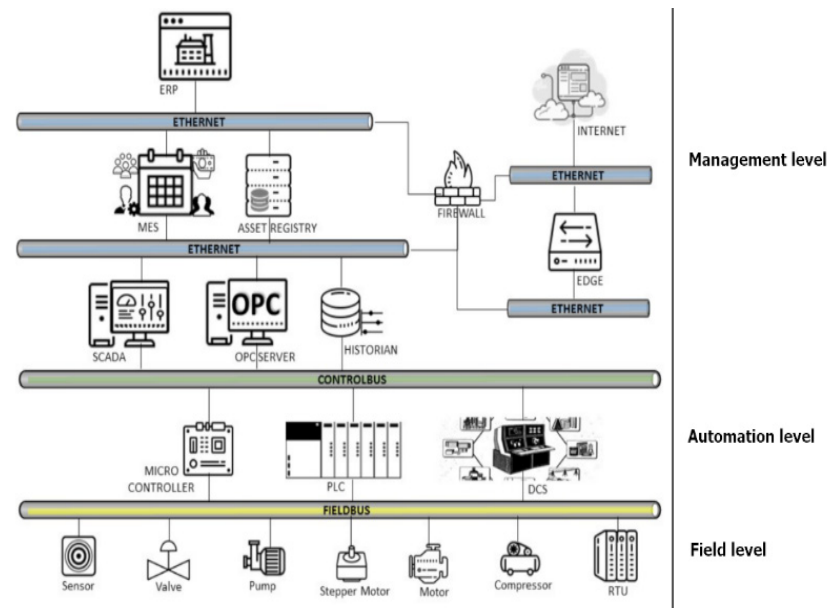 ERP
ETHERNET
INTERNET
Management level
ETHERNET
MES
ASSET REGISTRY
FIREWALL
ETHERNET
EDGE
ETHERNET
OPC
SCADA
OPC SERVER
HISTORIAN
CONTROLBUS
Automation level
MICRO
CONTROLLER
PLC
DCS
FIELDBUS
Field level
Sensor
Valve
Pump
Stepper Motor
Motor
Compressor
RTU